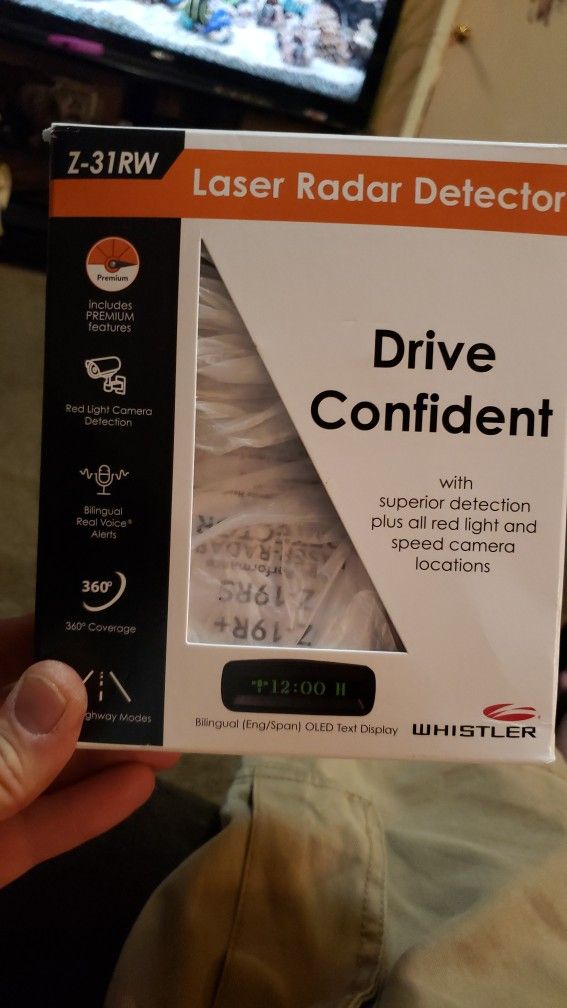 Z-31RW
Laser Radar Detector
Premium
includes
PREMIUM
features
Red Light Camera
Detection
Bilingual
Real Voice®
Alerts
360°
360° Coverage
Modes
Drive
Confident
with
superior detection
plus all red light and
speed camera
locations
Z-19R+
Z-19RS
12:00 H
Bilingual (Eng/Span) OLED Text Display
WHISTLER